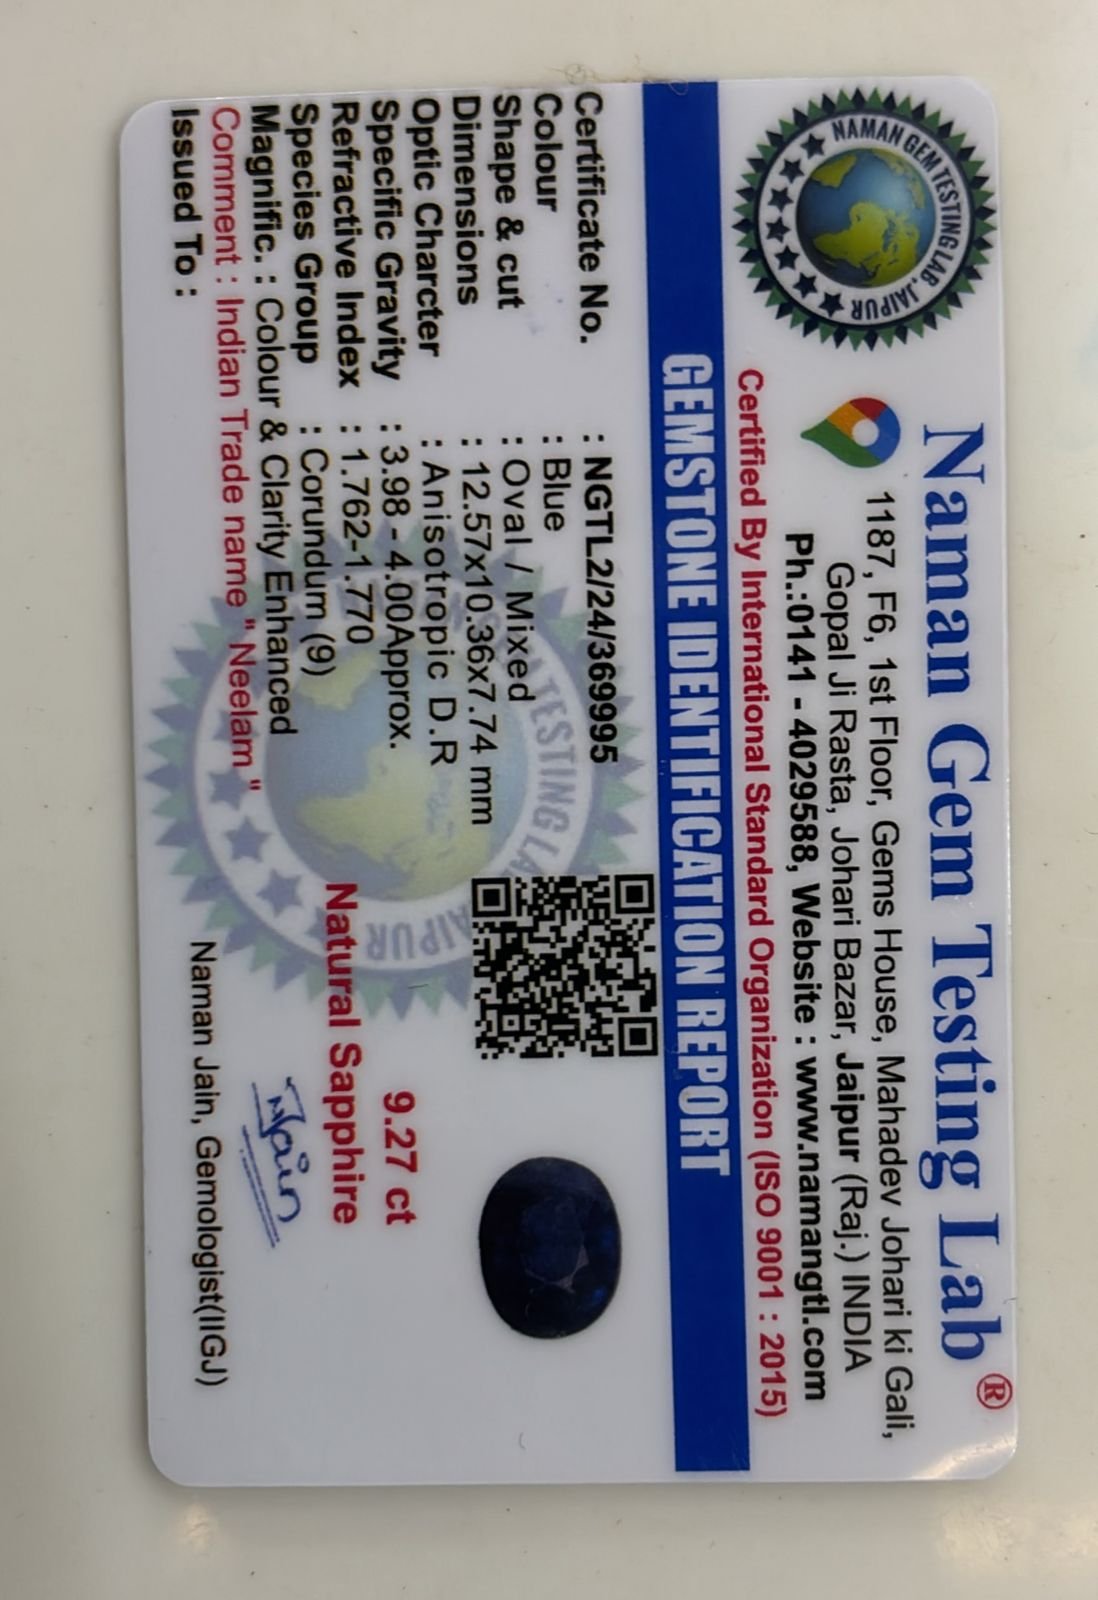 NAMAN GEM TESTING LAB, JAIPUR
Naman Gem Testing Lab ®
1187, F6, 1st Floor, Gems House, Mahadev Johari ki Gali,
Gopal Ji Rasta, Johari Bazar, Jaipur (Raj.) INDIA
Ph.:0141 - 4029588, Website : www.namangtl.com
Certified By International Standard Organization (ISO 9001 : 2015)
GEMSTONE IDENTIFICATION REPORT
Certificate No. : NGTL2/24/369995
Colour : Blue
Shape & cut : Oval / Mixed
Dimensions : 12.57x10.36x7.74 mm
Optic Charcter : Anisotropic D.R
Specific Gravity : 3.98 - 4.00Approx.
Refractive Index : 1.762-1.770
Species Group : Corundum (9)
Magnific. : Colour & Clarity Enhanced
Comment : Indian Trade name " Neelam "
Issued To :
9.27 ct
Natural Sapphire
NJain
Naman Jain, Gemologist(IIGJ)